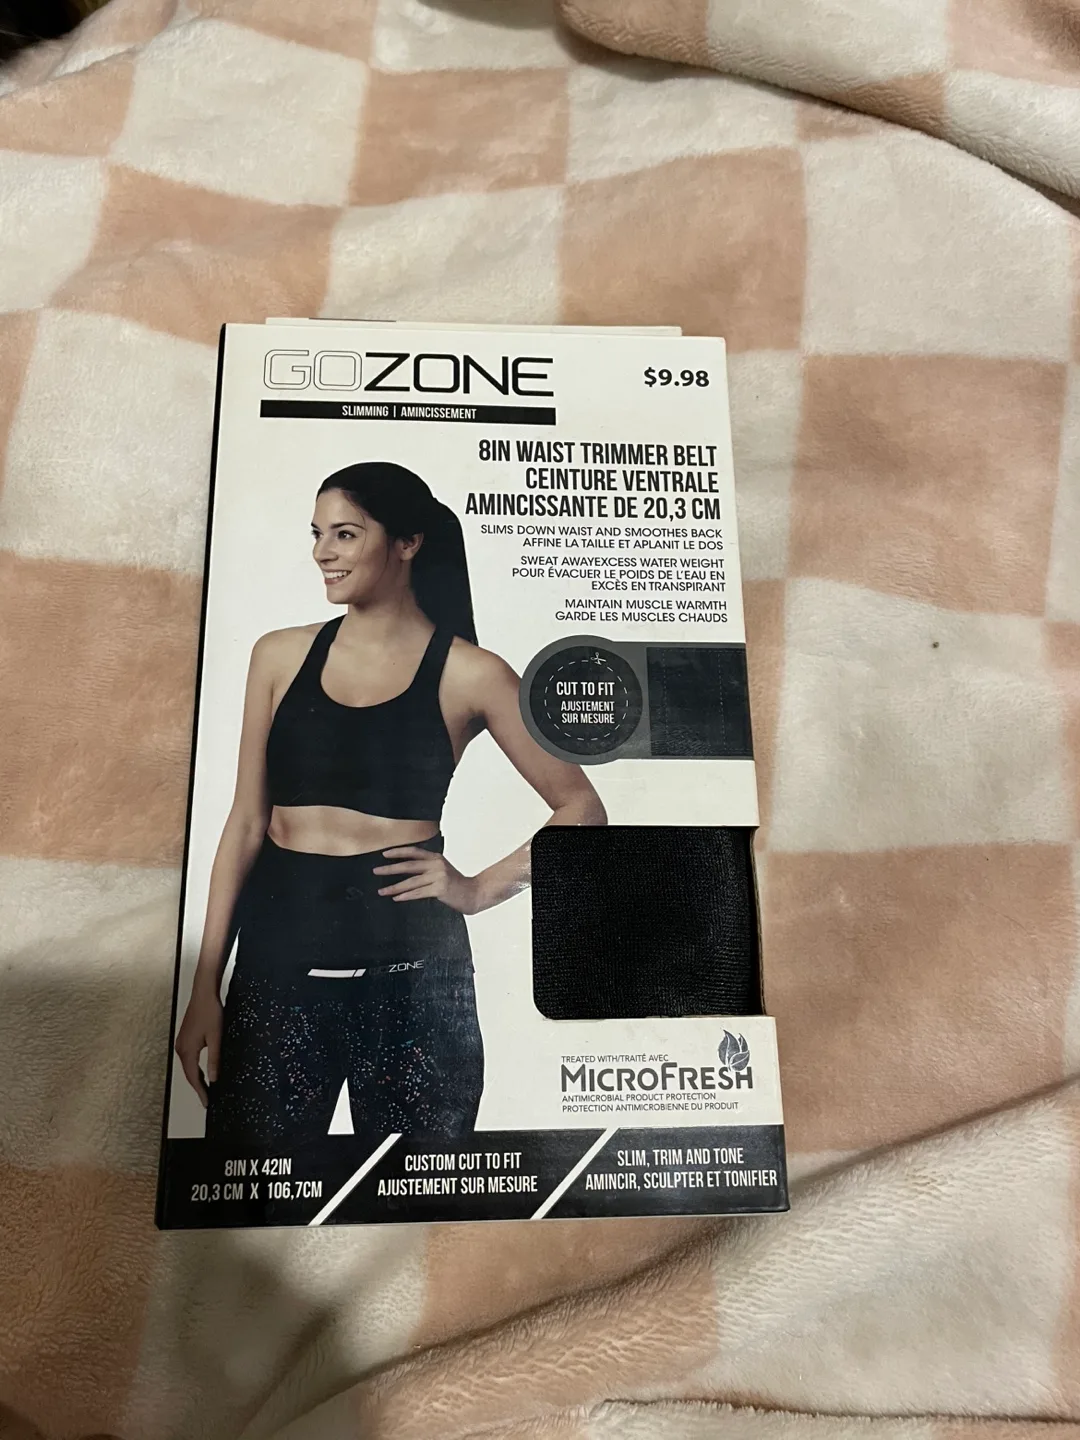 GOZONE
$9.98
SLIMMING | AMINCISSEMENT
8IN WAIST TRIMMER BELT
CEINTURE VENTRALE
AMINCISSANTE DE 20,3 CM
SLIMS DOWN WAIST AND SMOOTHES BACK
AFFINE LA TAILLE ET APLANIT LE DOS
SWEAT AWAYEXCESS WATER WEIGHT
POUR ÉVACUER LE POIDS DE L'EAU EN
EXCÈS EN TRANSPIRANT
MAINTAIN MUSCLE WARMTH
GARDE LES MUSCLES CHAUDS
CUT TO FIT
AJUSTEMENT
SUR MESURE
GOZONE
TREATED WITH/TRAITÉ AVEC
MICROFRESH
ANTIMICROBIAL PRODUCT PROTECTION
PROTECTION ANTIMICROBIENNE DU PRODUIT
8IN X 42IN
20,3 CM X 106,7CM
CUSTOM CUT TO FIT
AJUSTEMENT SUR MESURE
SLIM, TRIM AND TONE
AMINCIR, SCULPTER ET TONIFIER